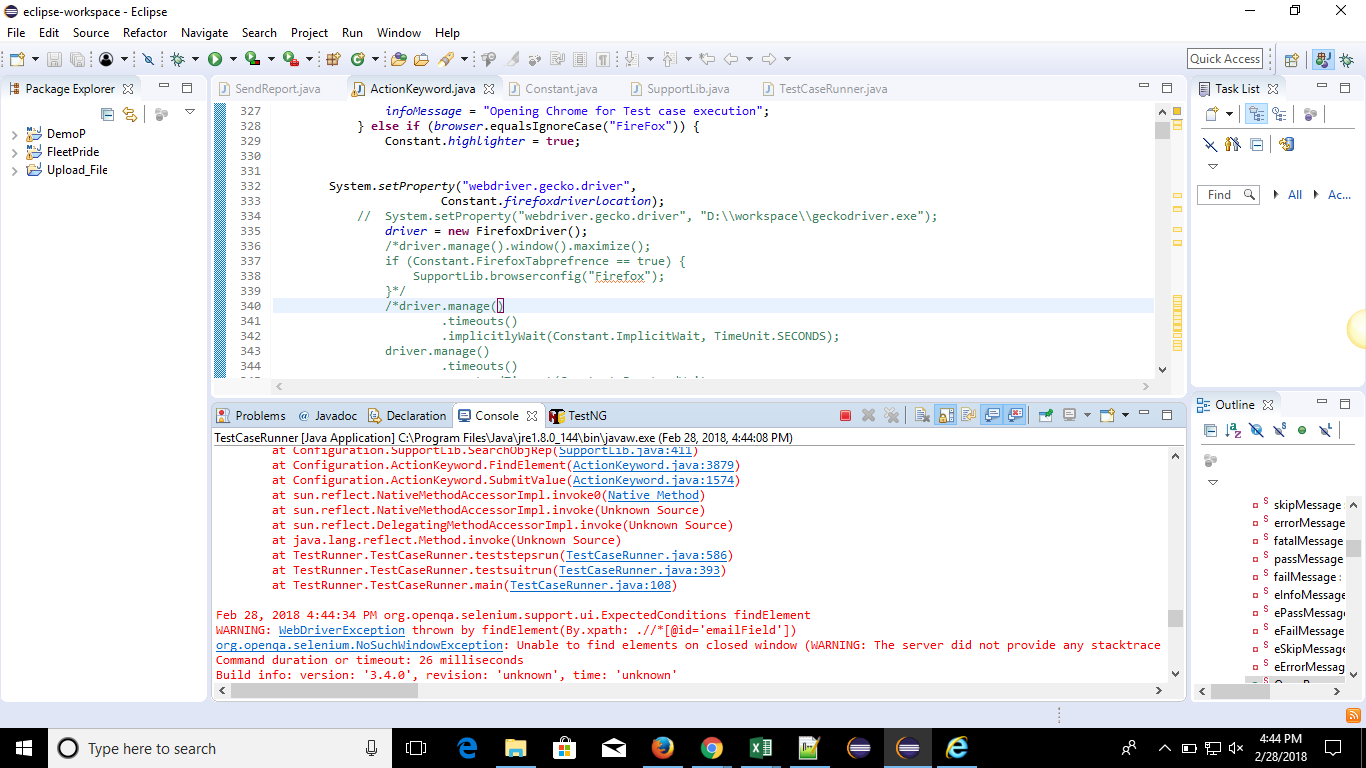 eclipse-workspace - Eclipse
File Edit Source Refactor Navigate Search Project Run Window Help
Quick Access
Package Explorer
DemoP
FleetPride
Upload_File
SendReport.java ActionKeyword.java Constant.java SupportLib.java TestCaseRunner.java
327 infoMessage = "Opening Chrome for Test case execution";
328 } else if (browser.equalsIgnoreCase("FireFox")) {
329 Constant.highlighter = true;
330
331
332 System.setProperty("webdriver.gecko.driver",
333 Constant.firefoxdriverlocation);
334 // System.setProperty("webdriver.gecko.driver", "D:\\workspace\\geckodriver.exe");
335 driver = new FirefoxDriver();
336 /*driver.manage().window().maximize();
337 if (Constant.FirefoxTabprefrence == true) {
338 SupportLib.browserconfig("Firefox");
339 }*/
340 /*driver.manage()
341 .timeouts()
342 .implicitlyWait(Constant.ImplicitWait, TimeUnit.SECONDS);
343 driver.manage()
344 .timeouts()
Task List
Find All Ac...
Problems Javadoc Declaration Console TestNG
TestCaseRunner [Java Application] C:\Program Files\Java\jre1.8.0_144\bin\javaw.exe (Feb 28, 2018, 4:44:08 PM)
at Configuration.SupportLib.SearchObjRep(SupportLib.java:411)
at Configuration.ActionKeyword.FindElement(ActionKeyword.java:3879)
at Configuration.ActionKeyword.SubmitValue(ActionKeyword.java:1574)
at sun.reflect.NativeMethodAccessorImpl.invoke0(Native Method)
at sun.reflect.NativeMethodAccessorImpl.invoke(Unknown Source)
at sun.reflect.DelegatingMethodAccessorImpl.invoke(Unknown Source)
at java.lang.reflect.Method.invoke(Unknown Source)
at TestRunner.TestCaseRunner.teststepsrun(TestCaseRunner.java:586)
at TestRunner.TestCaseRunner.testsuitrun(TestCaseRunner.java:393)
at TestRunner.TestCaseRunner.main(TestCaseRunner.java:108)
Feb 28, 2018 4:44:34 PM org.openqa.selenium.support.ui.ExpectedConditions findElement
WARNING: WebDriverException thrown by findElement(By.xpath: .//*[@id='emailField'])
org.openqa.selenium.NoSuchWindowException: Unable to find elements on closed window (WARNING: The server did not provide any stacktrace
Command duration or timeout: 26 milliseconds
Build info: version: '3.4.0', revision: 'unknown', time: 'unknown'
Outline
skipMessage
errorMessage
fatalMessage
passMessage
failMessage :
eInfoMessage
ePassMessag
eFailMessage
eSkipMessage
eErrorMessag
Type here to search
4:44 PM
2/28/2018